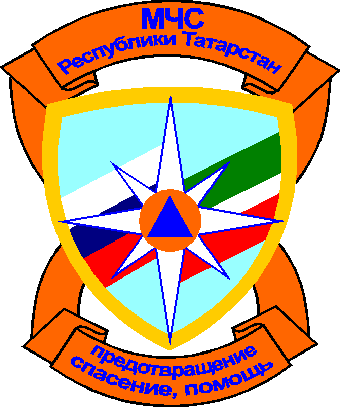 МЧС
Республики Татарстан
предотвращение
спасение, помощь